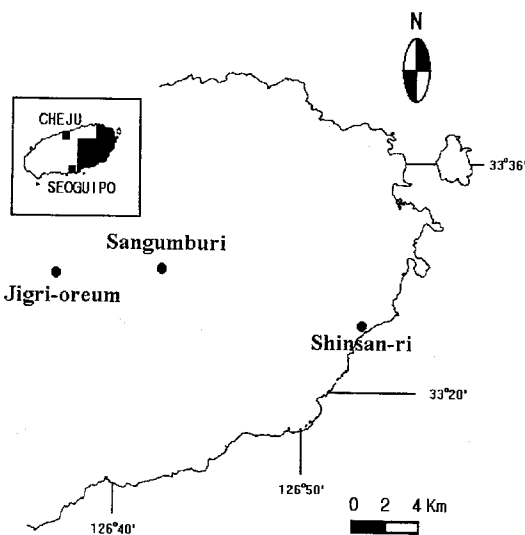 N
CHEJU
SEOGUIPO
33°36'
Sangumburi
Jigri-oreum
Shinsan-ri
33°20'
126°50'
126°40'
0 2 4 Km